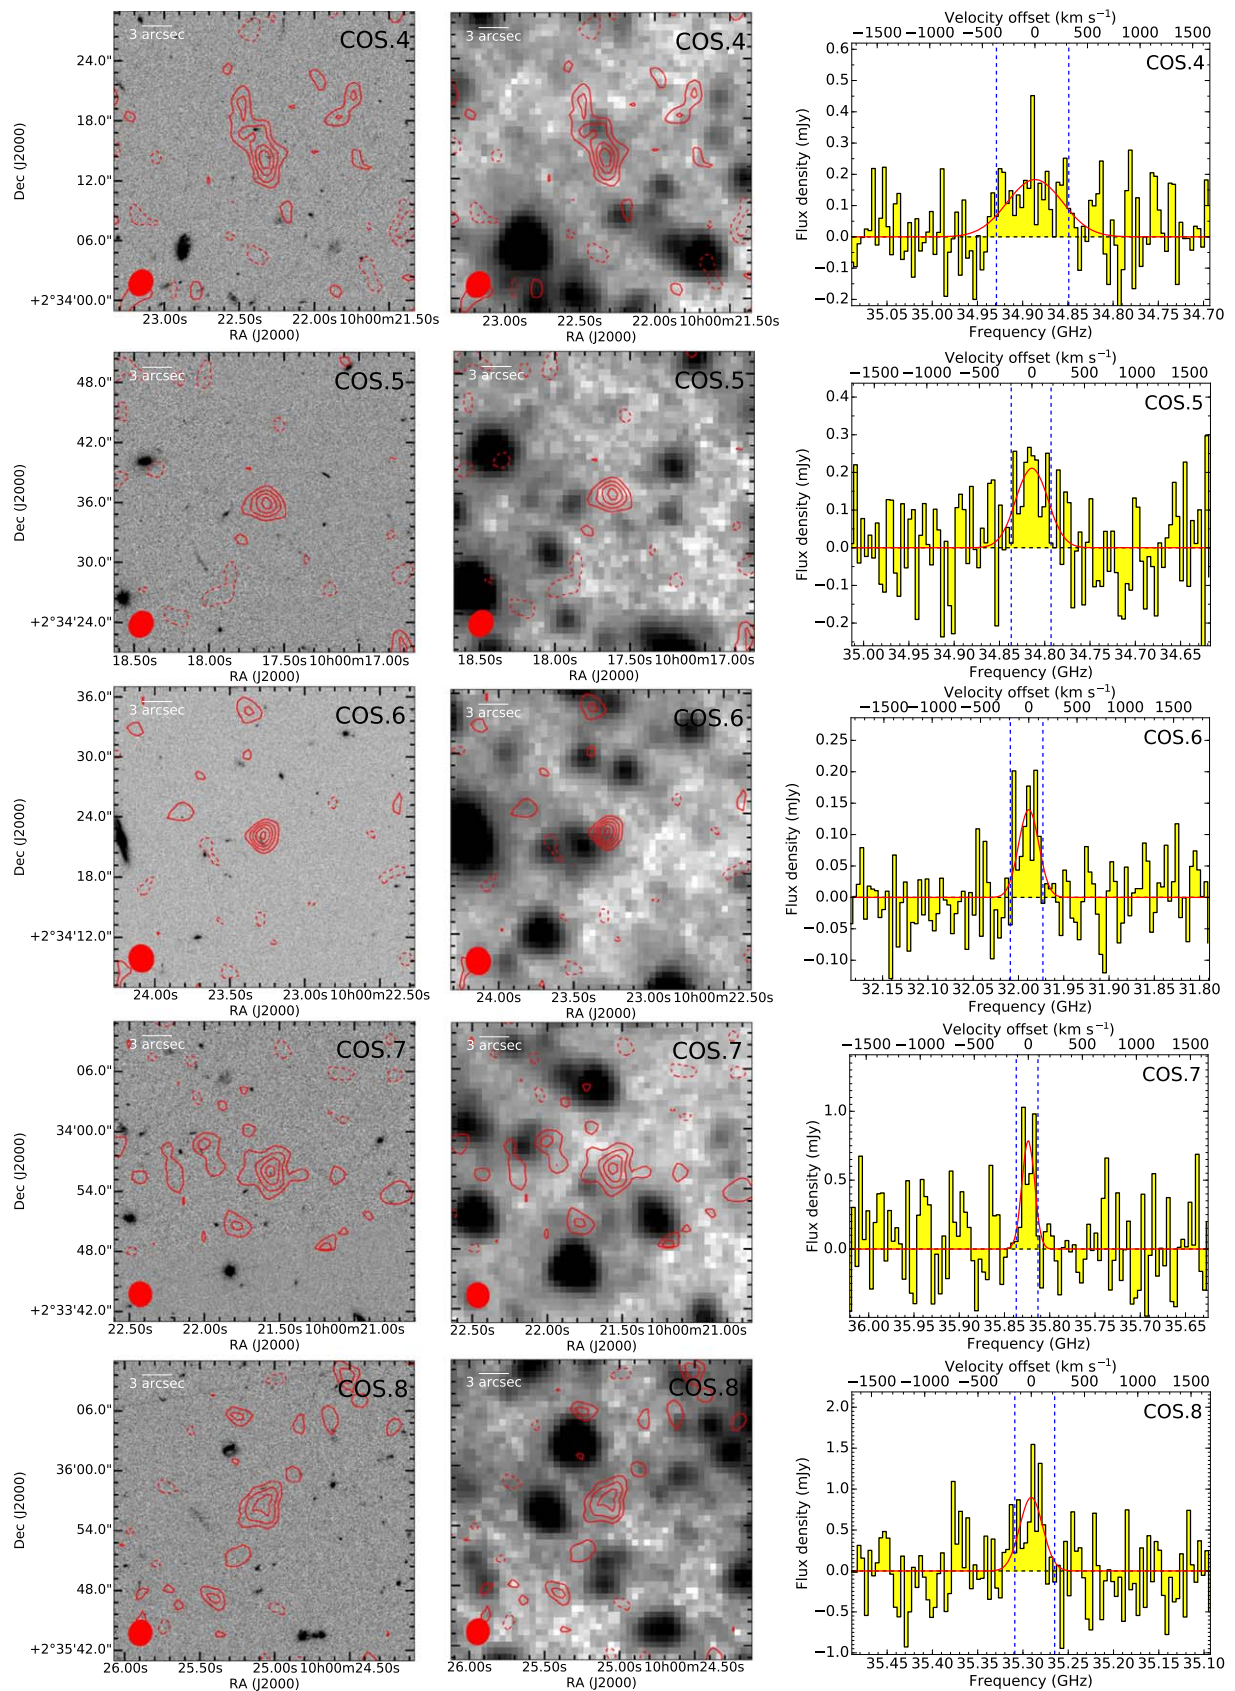 3 arcsec COS.4
24.0"
18.0"
12.0"
06.0"
+2°34'00.0"
Dec (J2000)
23.00s 22.50s 22.00s10h00m21.50s
RA (J2000)
3 arcsec COS.4
23.00s 22.50s 22.00s10h00m21.50s
RA (J2000)
Velocity offset (km s⁻¹)
−1500 −1000 −500 0 500 1000 1500
COS.4
0.6
0.5
0.4
0.3
0.2
0.1
0.0
−0.1
−0.2
Flux density (mJy)
35.05 35.00 34.95 34.90 34.85 34.80 34.75 34.70
Frequency (GHz)
3 arcsec COS.5
48.0"
42.0"
36.0"
30.0"
+2°34'24.0"
Dec (J2000)
18.50s 18.00s 17.50s10h00m17.00s
RA (J2000)
3 arcsec COS.5
18.50s 18.00s 17.50s10h00m17.00s
RA (J2000)
Velocity offset (km s⁻¹)
−1500 −1000 −500 0 500 1000 1500
COS.5
0.4
0.3
0.2
0.1
0.0
−0.1
−0.2
Flux density (mJy)
35.00 34.95 34.90 34.85 34.80 34.75 34.70 34.65
Frequency (GHz)
3 arcsec COS.6
36.0"
30.0"
24.0"
18.0"
+2°34'12.0"
Dec (J2000)
24.00s 23.50s 23.00s10h00m22.50s
RA (J2000)
3 arcsec COS.6
24.00s 23.50s 23.00s10h00m22.50s
RA (J2000)
Velocity offset (km s⁻¹)
−1500 −1000 −500 0 500 1000 1500
COS.6
0.25
0.20
0.15
0.10
0.05
0.00
−0.05
−0.10
Flux density (mJy)
32.15 32.10 32.05 32.00 31.95 31.90 31.85 31.80
Frequency (GHz)
3 arcsec COS.7
06.0"
34'00.0"
54.0"
48.0"
+2°33'42.0"
Dec (J2000)
22.50s 22.00s 21.50s10h00m21.00s
RA (J2000)
3 arcsec COS.7
22.50s 22.00s 21.50s10h00m21.00s
RA (J2000)
Velocity offset (km s⁻¹)
−1500 −1000 −500 0 500 1000 1500
COS.7
1.0
0.5
0.0
Flux density (mJy)
36.00 35.95 35.90 35.85 35.80 35.75 35.70 35.65
Frequency (GHz)
3 arcsec COS.8
06.0"
36'00.0"
54.0"
48.0"
+2°35'42.0"
Dec (J2000)
26.00s 25.50s 25.00s10h00m24.50s
RA (J2000)
3 arcsec COS.8
26.00s 25.50s 25.00s10h00m24.50s
RA (J2000)
Velocity offset (km s⁻¹)
−1500 −1000 −500 0 500 1000 1500
COS.8
2.0
1.5
1.0
0.5
0.0
−0.5
−1.0
Flux density (mJy)
35.45 35.40 35.35 35.30 35.25 35.20 35.15 35.10
Frequency (GHz)